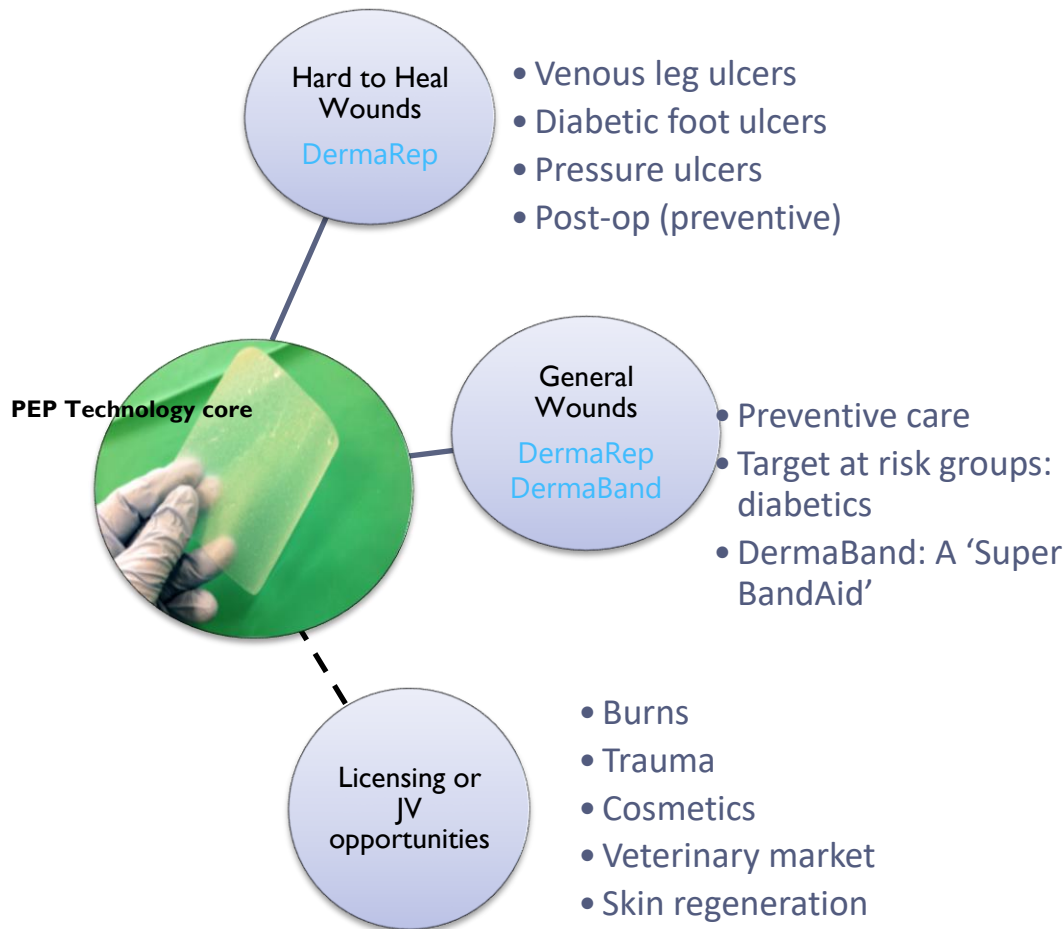 Hard to Heal
Wounds
DermaRep
• Venous leg ulcers
• Diabetic foot ulcers
• Pressure ulcers
• Post-op (preventive)
PEP Technology core
General
Wounds
DermaRep
DermaBand
• Preventive care
• Target at risk groups:
diabetics
• DermaBand: A ‘Super
BandAid’
Licensing or
JV
opportunities
• Burns
• Trauma
• Cosmetics
• Veterinary market
• Skin regeneration